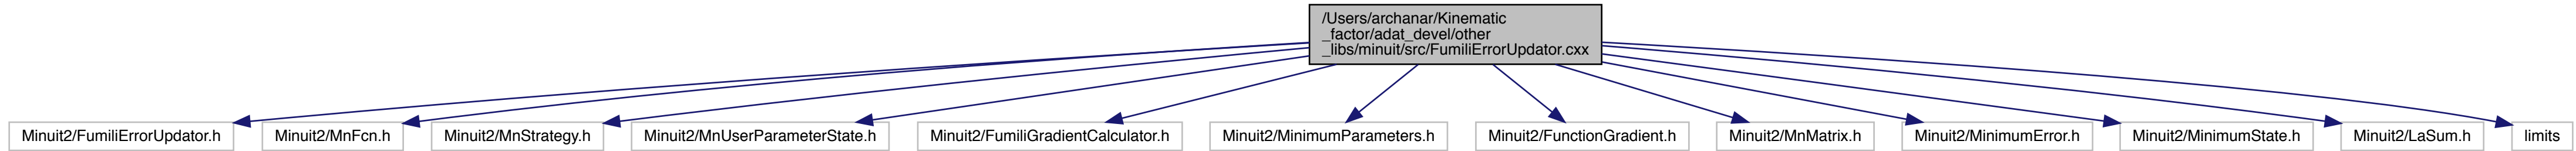 /Users/archanar/Kinematic
_factor/adat_devel/other
_libs/minuit/src/FumiliErrorUpdator.cxx
Minuit2/FumiliErrorUpdator.h
Minuit2/MnFcn.h
Minuit2/MnStrategy.h
Minuit2/MnUserParameterState.h
Minuit2/FumiliGradientCalculator.h
Minuit2/MinimumParameters.h
Minuit2/FunctionGradient.h
Minuit2/MnMatrix.h
Minuit2/MinimumError.h
Minuit2/MinimumState.h
Minuit2/LaSum.h
limits